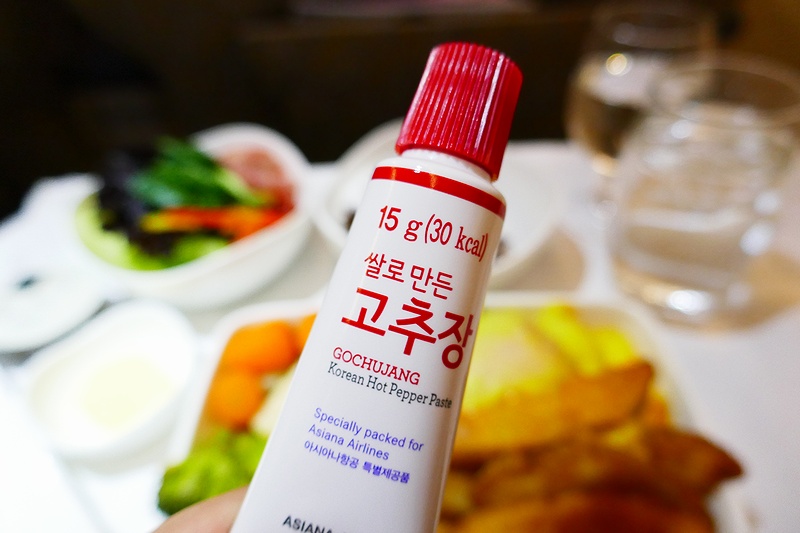 15 g (30 kcal)
쌀로 만든
고추장
GOCHUJANG
Korean Hot Pepper Paste
Specially packed for
Asiana Airlines
아시아나항공 특별제공품
ASIANA